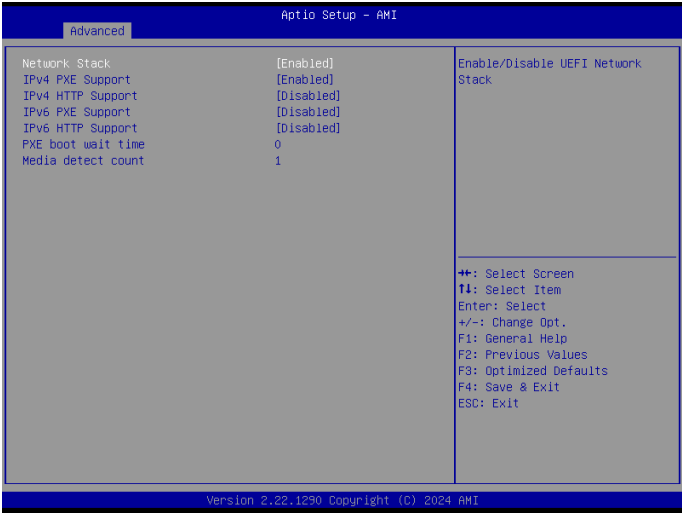 Aptio Setup – AMI
Advanced
Network Stack [Enabled]
IPv4 PXE Support [Enabled]
IPv4 HTTP Support [Disabled]
IPv6 PXE Support [Disabled]
IPv6 HTTP Support [Disabled]
PXE boot wait time 0
Media detect count 1
Enable/Disable UEFI Network
Stack
→←: Select Screen
↑↓: Select Item
Enter: Select
+/-: Change Opt.
F1: General Help
F2: Previous Values
F3: Optimized Defaults
F4: Save & Exit
ESC: Exit
Version 2.22.1290 Copyright (C) 2024 AMI